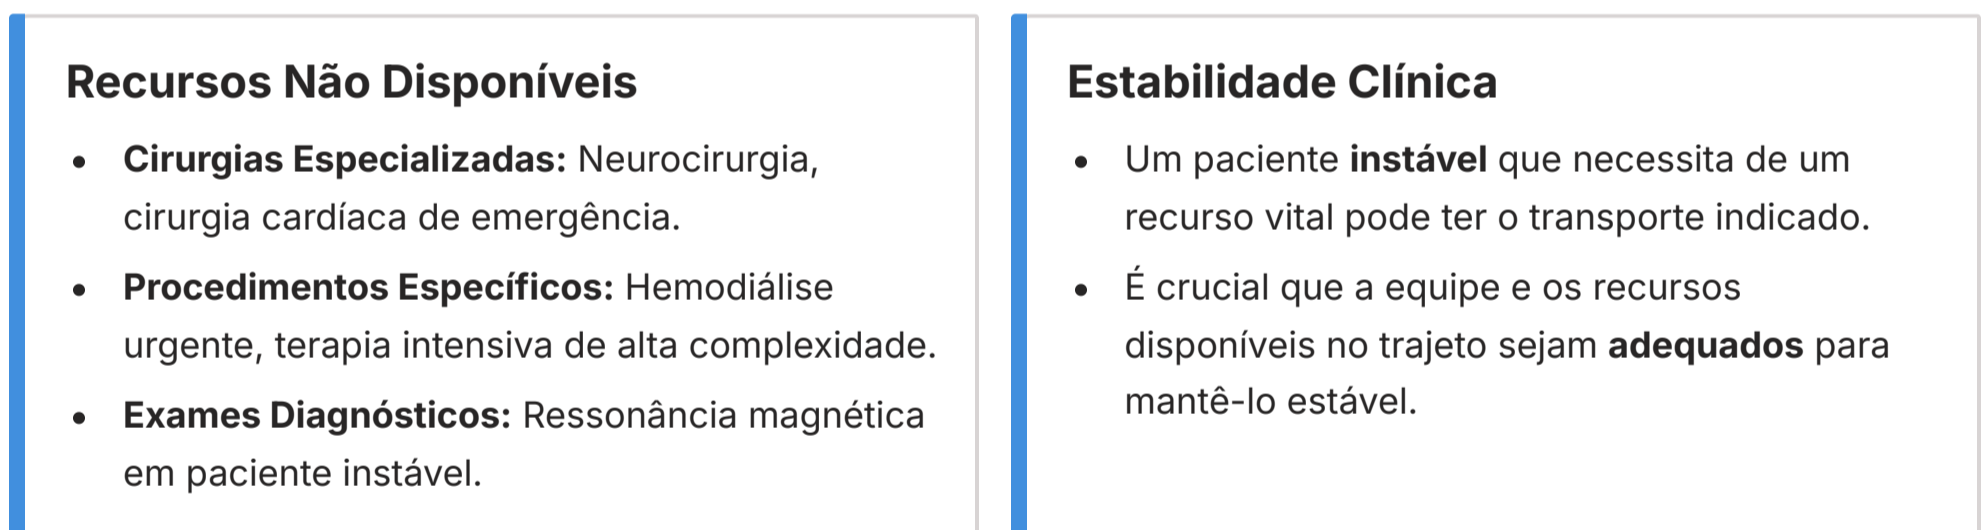 Recursos Não Disponíveis
• Cirurgias Especializadas: Neurocirurgia,
cirurgia cardíaca de emergência.
• Procedimentos Específicos: Hemodiálise
urgente, terapia intensiva de alta complexidade.
• Exames Diagnósticos: Ressonância magnética
em paciente instável.
Estabilidade Clínica
• Um paciente instável que necessita de um
recurso vital pode ter o transporte indicado.
• É crucial que a equipe e os recursos
disponíveis no trajeto sejam adequados para
mantê-lo estável.